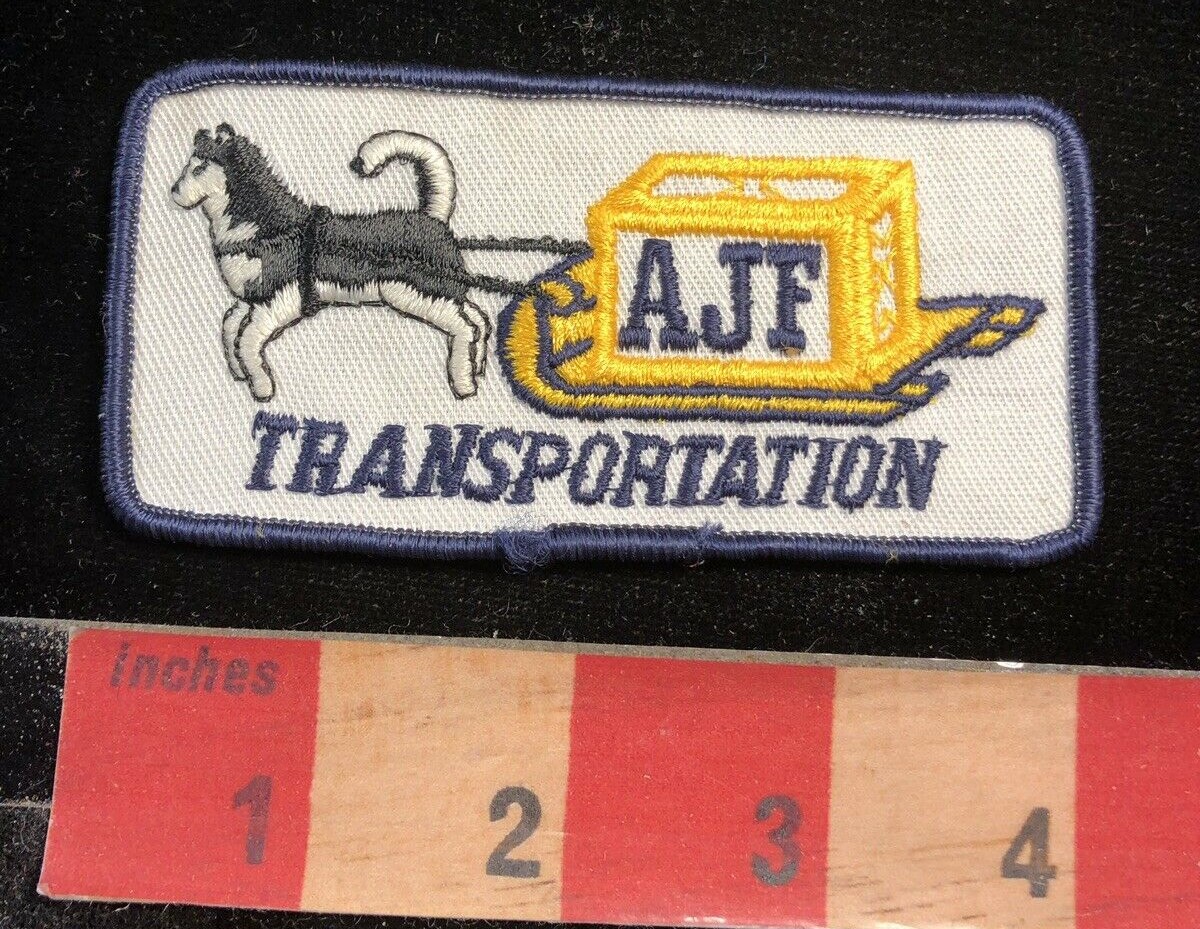 AJF
TRANSPORTATION
inches
1 2 3 4